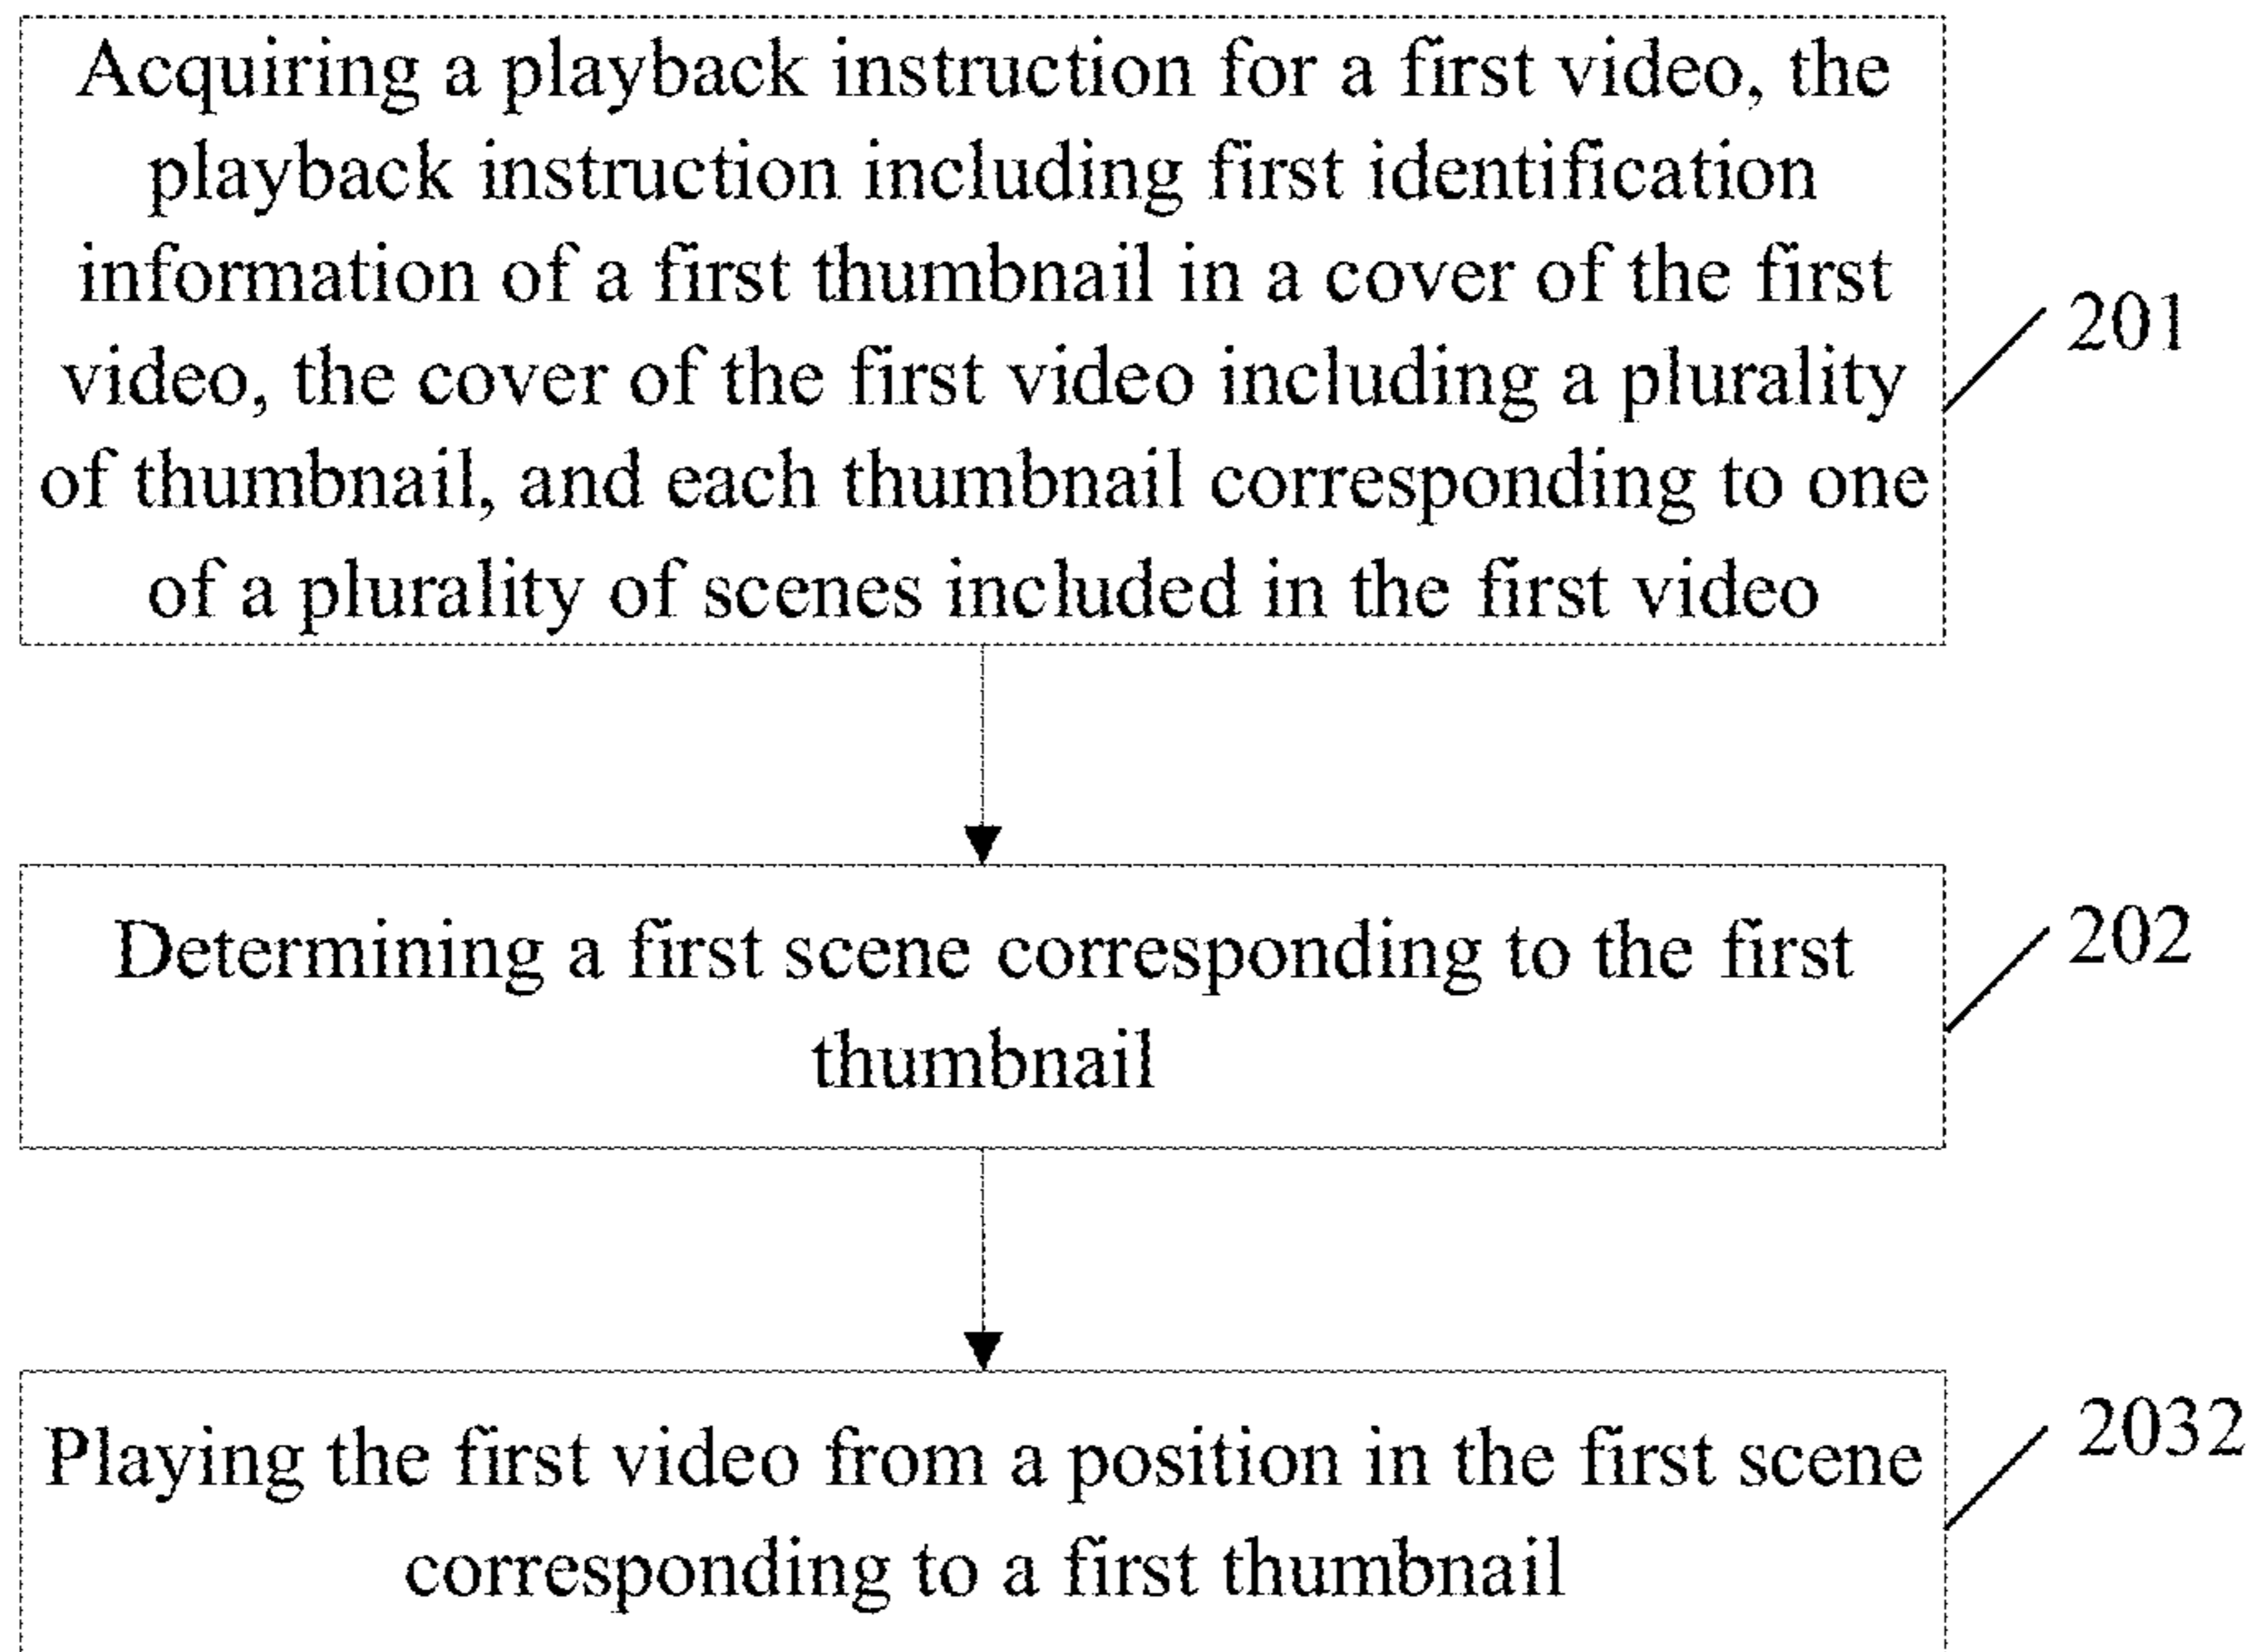 Acquiring a playback instruction for a first video, the
playback instruction including first identification
information of a first thumbnail in a cover of the first
video, the cover of the first video including a plurality
of thumbnail, and each thumbnail corresponding to one
of a plurality of scenes included in the first video
201
Determining a first scene corresponding to the first
thumbnail
202
Playing the first video from a position in the first scene
corresponding to a first thumbnail
2032